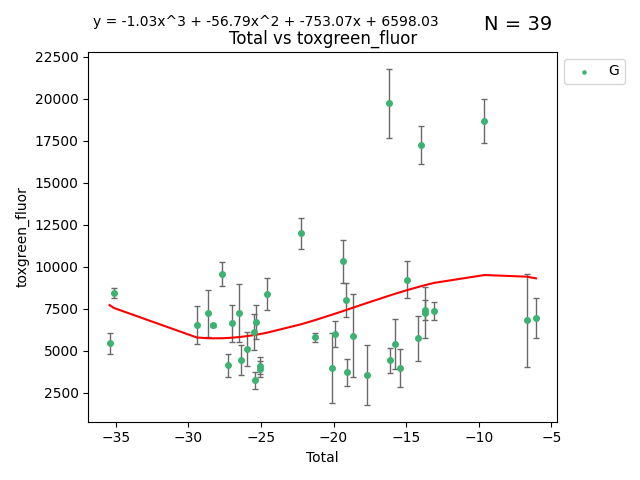 y = -1.03x^3 + -56.79x^2 + -753.07x + 6598.03
N = 39
Total vs toxgreen_fluor
22500
20000
17500
15000
12500
10000
7500
5000
2500
toxgreen_fluor
−35
−30
−25
−20
−15
−10
−5
Total
G